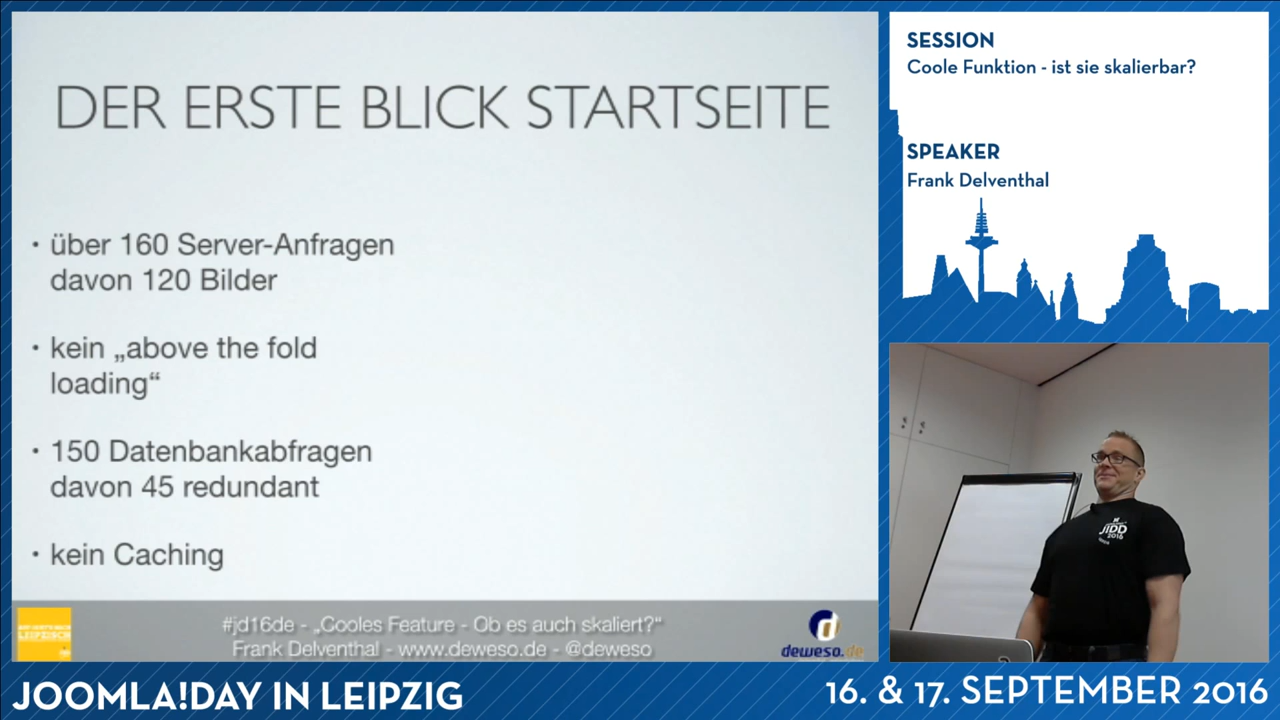 DER ERSTE BLICK STARTSEITE
• über 160 Server-Anfragen
davon 120 Bilder
• kein „above the fold
loading“
• 150 Datenbankabfragen
davon 45 redundant
• kein Caching
#jd16de - „Cooles Feature - Ob es auch skaliert?“
Frank Delventhal - www.deweso.de - @deweso
deweso.de
SESSION
Coole Funktion - ist sie skalierbar?
SPEAKER
Frank Delventhal
JDD
2016
JOOMLA!DAY IN LEIPZIG
16. & 17. SEPTEMBER 2016